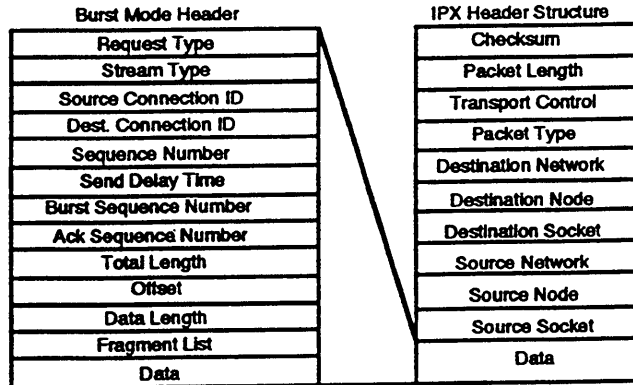 Burst Mode Header
Request Type
Stream Type
Source Connection ID
Dest. Connection ID
Sequence Number
Send Delay Time
Burst Sequence Number
Ack Sequence Number
Total Length
Offset
Data Length
Fragment List
Data
IPX Header Structure
Checksum
Packet Length
Transport Control
Packet Type
Destination Network
Destination Node
Destination Socket
Source Network
Source Node
Source Socket
Data